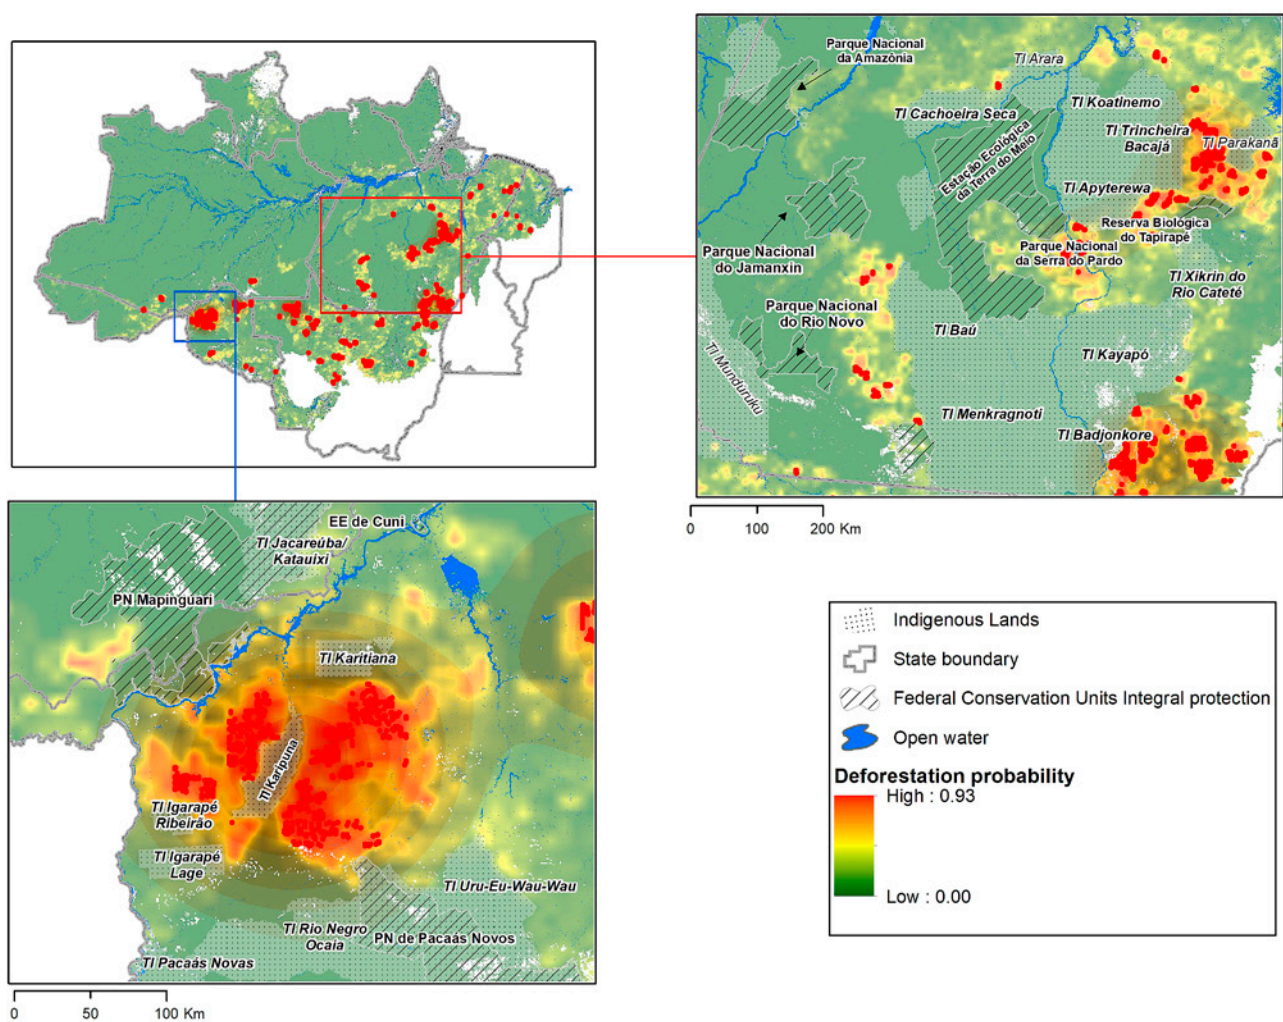 Parque Nacional
da Amazônia
TI Arara
TI Koatinemo
TI Cachoeira Seca
TI Trincheira
Bacajá
TI Parakanã
Estação Ecológica
da Terra do Meio
TI Apyterewa
Reserva Biológica
do Tapirapé
Parque Nacional
do Jamanxin
Parque Nacional
da Serra do Pardo
TI Xikrin do
Rio Cateté
Parque Nacional
do Rio Novo
TI Baú
TI Kayapó
TI Munduruku
TI Menkragnoti
TI Badjonkore
0 100 200 Km
EE de Cuni
TI Jacareúba/
Katauixi
PN Mapinguari
TI Karitiana
TI Karipuna
TI Igarapé
Ribeirão
TI Igarapé
Lage
TI Uru-Eu-Wau-Wau
TI Rio Negro
Ocaia
PN de Pacaás Novos
TI Pacaás Novas
0 50 100 Km
Indigenous Lands
State boundary
Federal Conservation Units Integral protection
Open water
Deforestation probability
High : 0.93
Low : 0.00